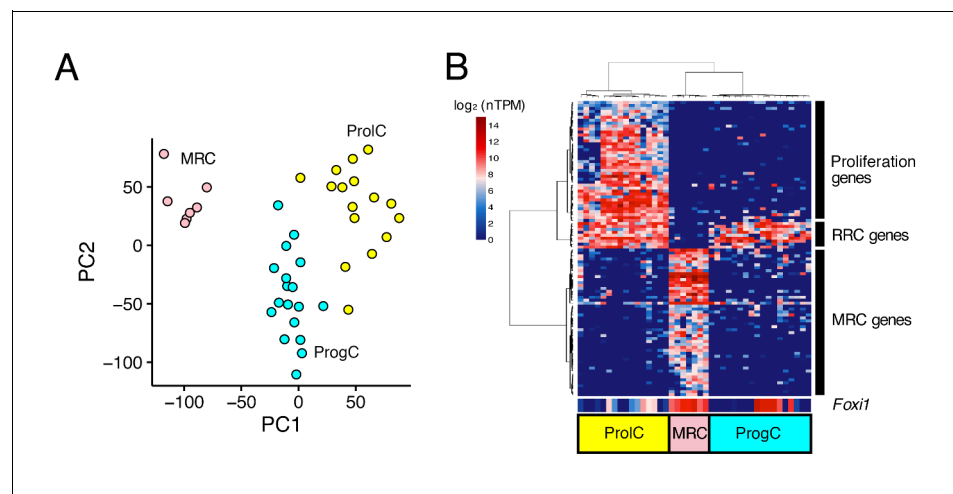 A
B
MRC
ProlC
ProgC
50
0
−50
−100
PC2
−100
−50
0
50
PC1
log₂ (nTPM)
14
12
10
8
6
4
2
0
Proliferation
genes
RRC genes
MRC genes
Foxi1
ProlC
MRC
ProgC